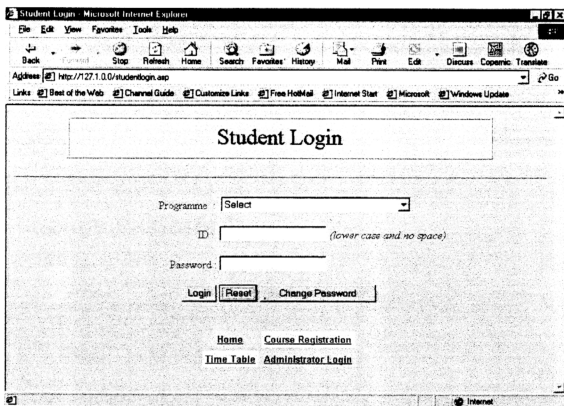 Student Login - Microsoft Internet Explorer
File Edit View Favorites Tools Help
Back Forward Stop Refresh Home Search Favorites History Mail Print Edit Discuss Copernic Translate
Address http://127.1.0.0/studentlogin.asp Go
Links Best of the Web Channel Guide Customize Links Free HotMail Internet Start Microsoft Windows Update
Student Login
Programme : Select
ID : (lower case and no space)
Password :
Login Reset Change Password
Home Course Registration
Time Table Administrator Login
Internet